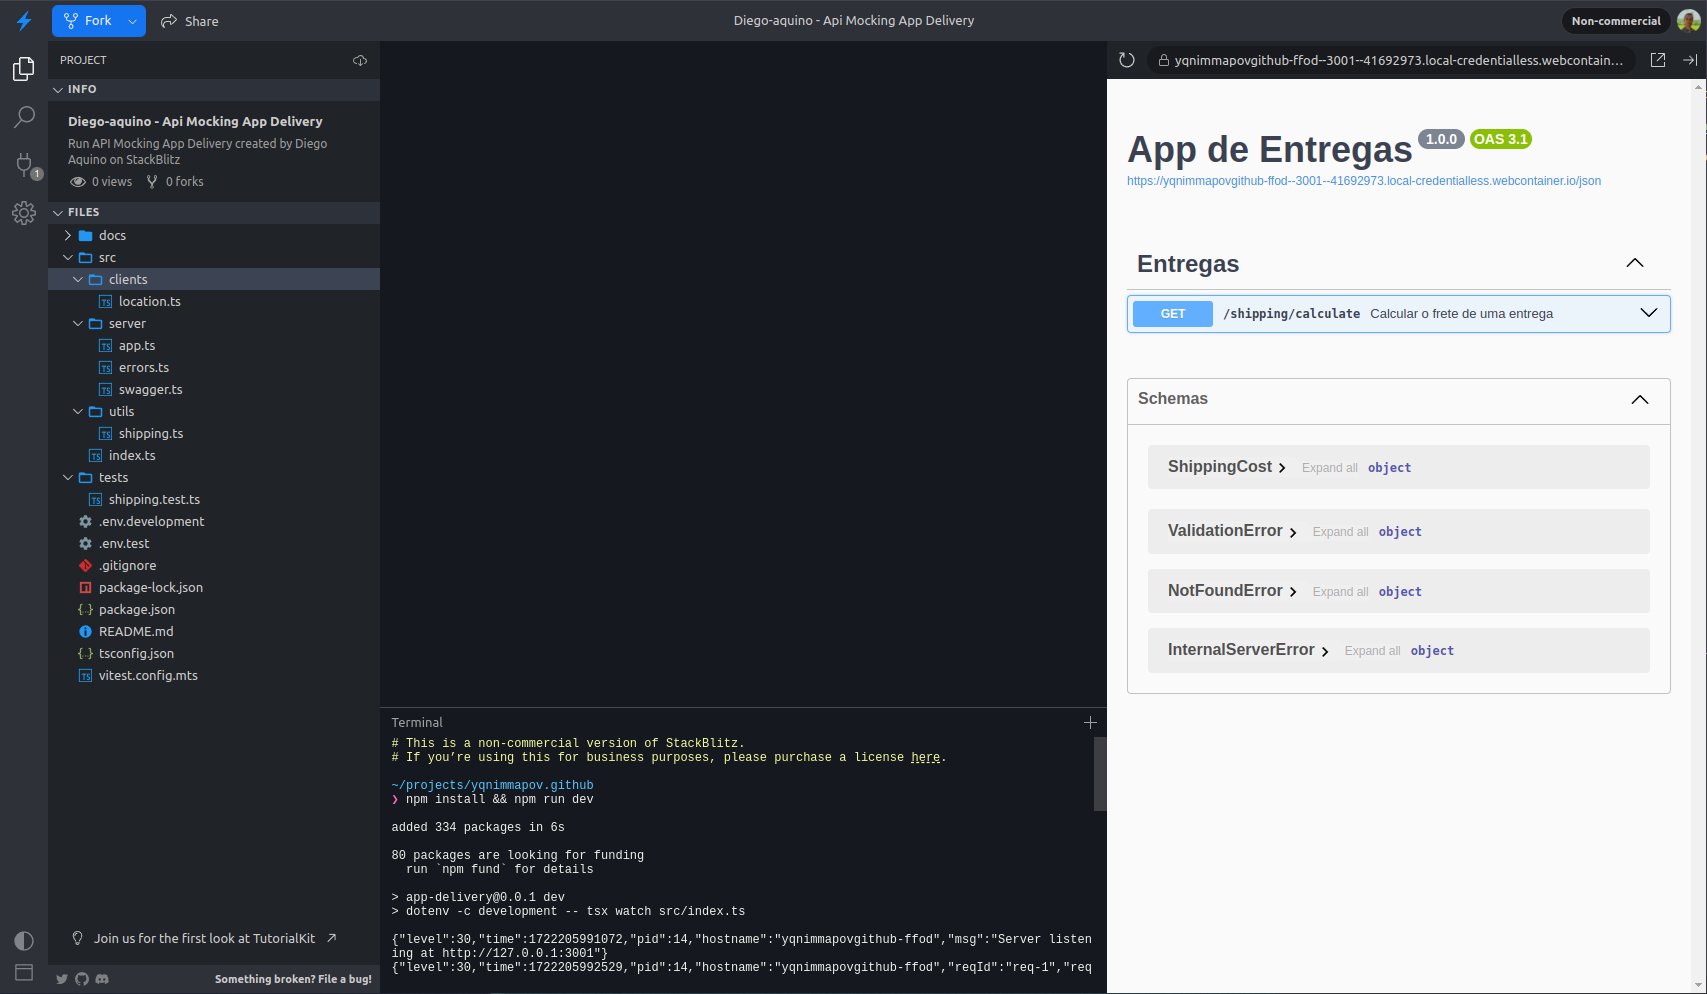 Fork
Share
Diego-aquino - Api Mocking App Delivery
Non-commercial
PROJECT
INFO
Diego-aquino - Api Mocking App Delivery
Run API Mocking App Delivery created by Diego
Aquino on StackBlitz
0 views 0 forks
1
FILES
docs
src
clients
TS location.ts
server
TS app.ts
TS errors.ts
TS swagger.ts
utils
TS shipping.ts
TS index.ts
tests
TS shipping.test.ts
.env.development
.env.test
.gitignore
package-lock.json
{..} package.json
README.md
{..} tsconfig.json
TS vitest.config.mts
Join us for the first look at TutorialKit
Something broken? File a bug!
Terminal
# This is a non-commercial version of StackBlitz.
# If you’re using this for business purposes, please purchase a license here.
~/projects/yqnimmapov.github
❯ npm install && npm run dev
added 334 packages in 6s
80 packages are looking for funding
run `npm fund` for details
> app-delivery@0.0.1 dev
> dotenv -c development -- tsx watch src/index.ts
{"level":30,"time":1722205991072,"pid":14,"hostname":"yqnimmapovgithub-ffod","msg":"Server listen
ing at http://127.0.0.1:3001"}
{"level":30,"time":1722205992529,"pid":14,"hostname":"yqnimmapovgithub-ffod","reqId":"req-1","req
yqnimmapovgithub-ffod--3001--41692973.local-credentialless.webcontain...
App de Entregas 1.0.0 OAS 3.1
https://yqnimmapovgithub-ffod--3001--41692973.local-credentialless.webcontainer.io/json
Entregas
GET /shipping/calculate Calcular o frete de uma entrega
Schemas
ShippingCost Expand all object
ValidationError Expand all object
NotFoundError Expand all object
InternalServerError Expand all object